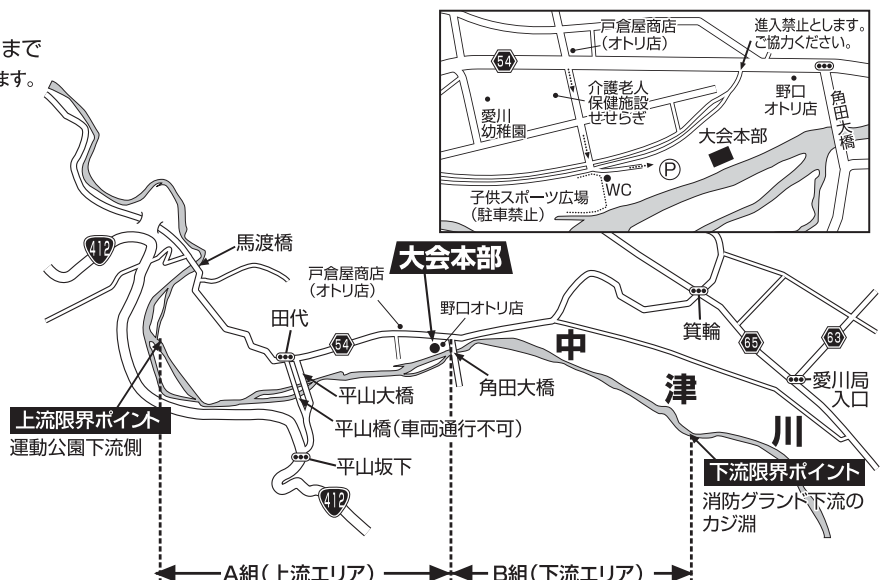 まで
ます。
戸倉屋商店
(オトリ店)
進入禁止とします。
ご協力ください。
54
介護老人
保健施設
せせらぎ
愛川
幼稚園
野口
オトリ店
角田大橋
大会本部
P
WC
子供スポーツ広場
(駐車禁止)
412
馬渡橋
大会本部
戸倉屋商店
(オトリ店)
野口オトリ店
田代
54
箕輪
65
63
中津川
平山大橋
角田大橋
愛川局
入口
上流限界ポイント
運動公園下流側
平山橋(車両通行不可)
平山坂下
下流限界ポイント
消防グランド下流の
カジ淵
412
A組(上流エリア)
B組(下流エリア)